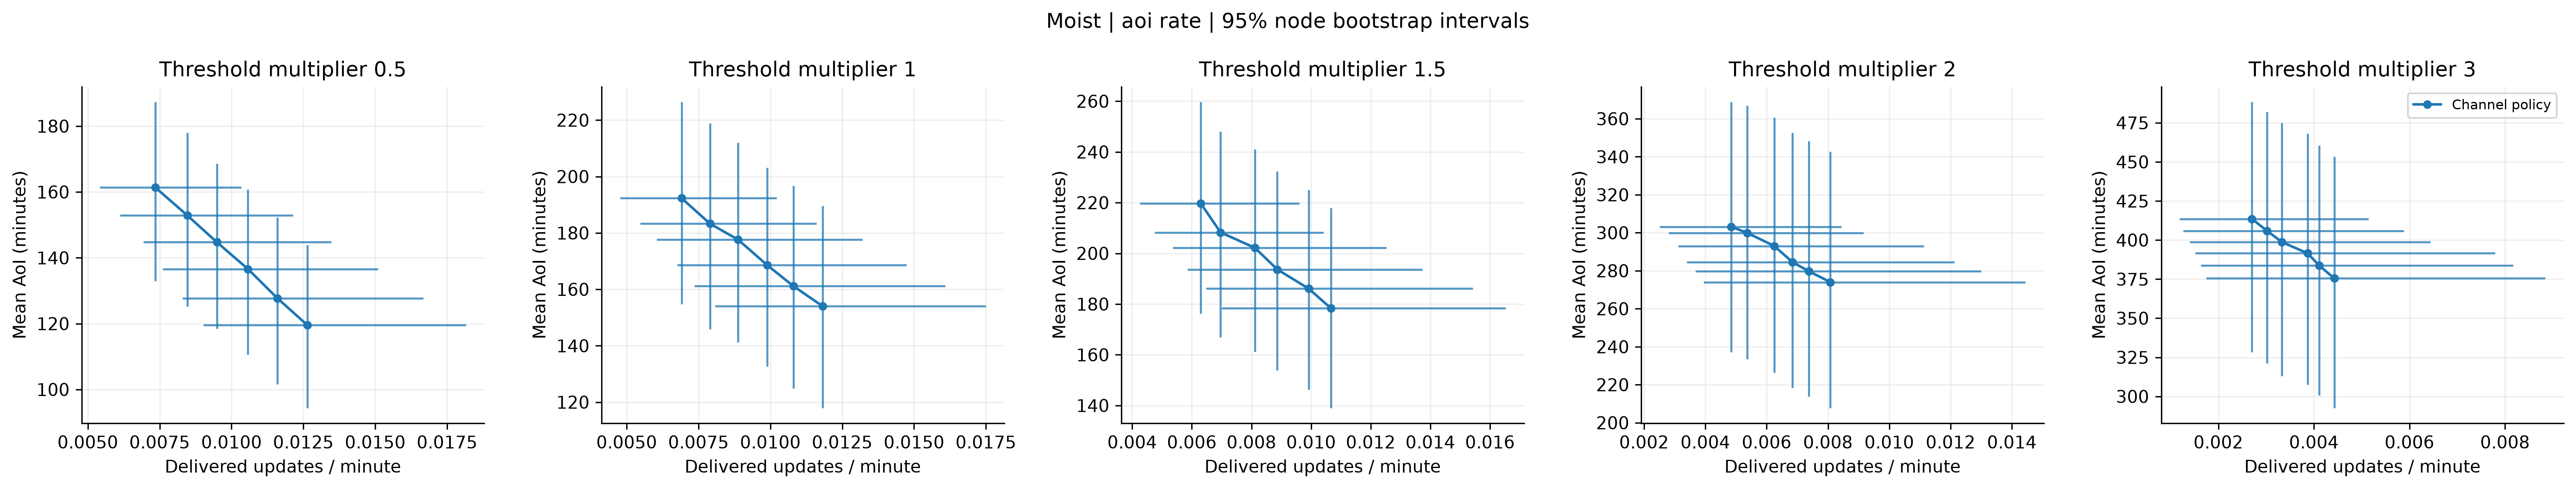 Moist | aoi rate | 95% node bootstrap intervals
Threshold multiplier 0.5
Mean AoI (minutes)
180
160
140
120
100
0.0050 0.0075 0.0100 0.0125 0.0150 0.0175
Delivered updates / minute
Threshold multiplier 1
Mean AoI (minutes)
220
200
180
160
140
120
0.0050 0.0075 0.0100 0.0125 0.0150 0.0175
Delivered updates / minute
Threshold multiplier 1.5
Mean AoI (minutes)
260
240
220
200
180
160
140
0.004 0.006 0.008 0.010 0.012 0.014 0.016
Delivered updates / minute
Threshold multiplier 2
Mean AoI (minutes)
360
340
320
300
280
260
240
220
200
0.002 0.004 0.006 0.008 0.010 0.012 0.014
Delivered updates / minute
Threshold multiplier 3
Channel policy
Mean AoI (minutes)
475
450
425
400
375
350
325
300
0.002 0.004 0.006 0.008
Delivered updates / minute